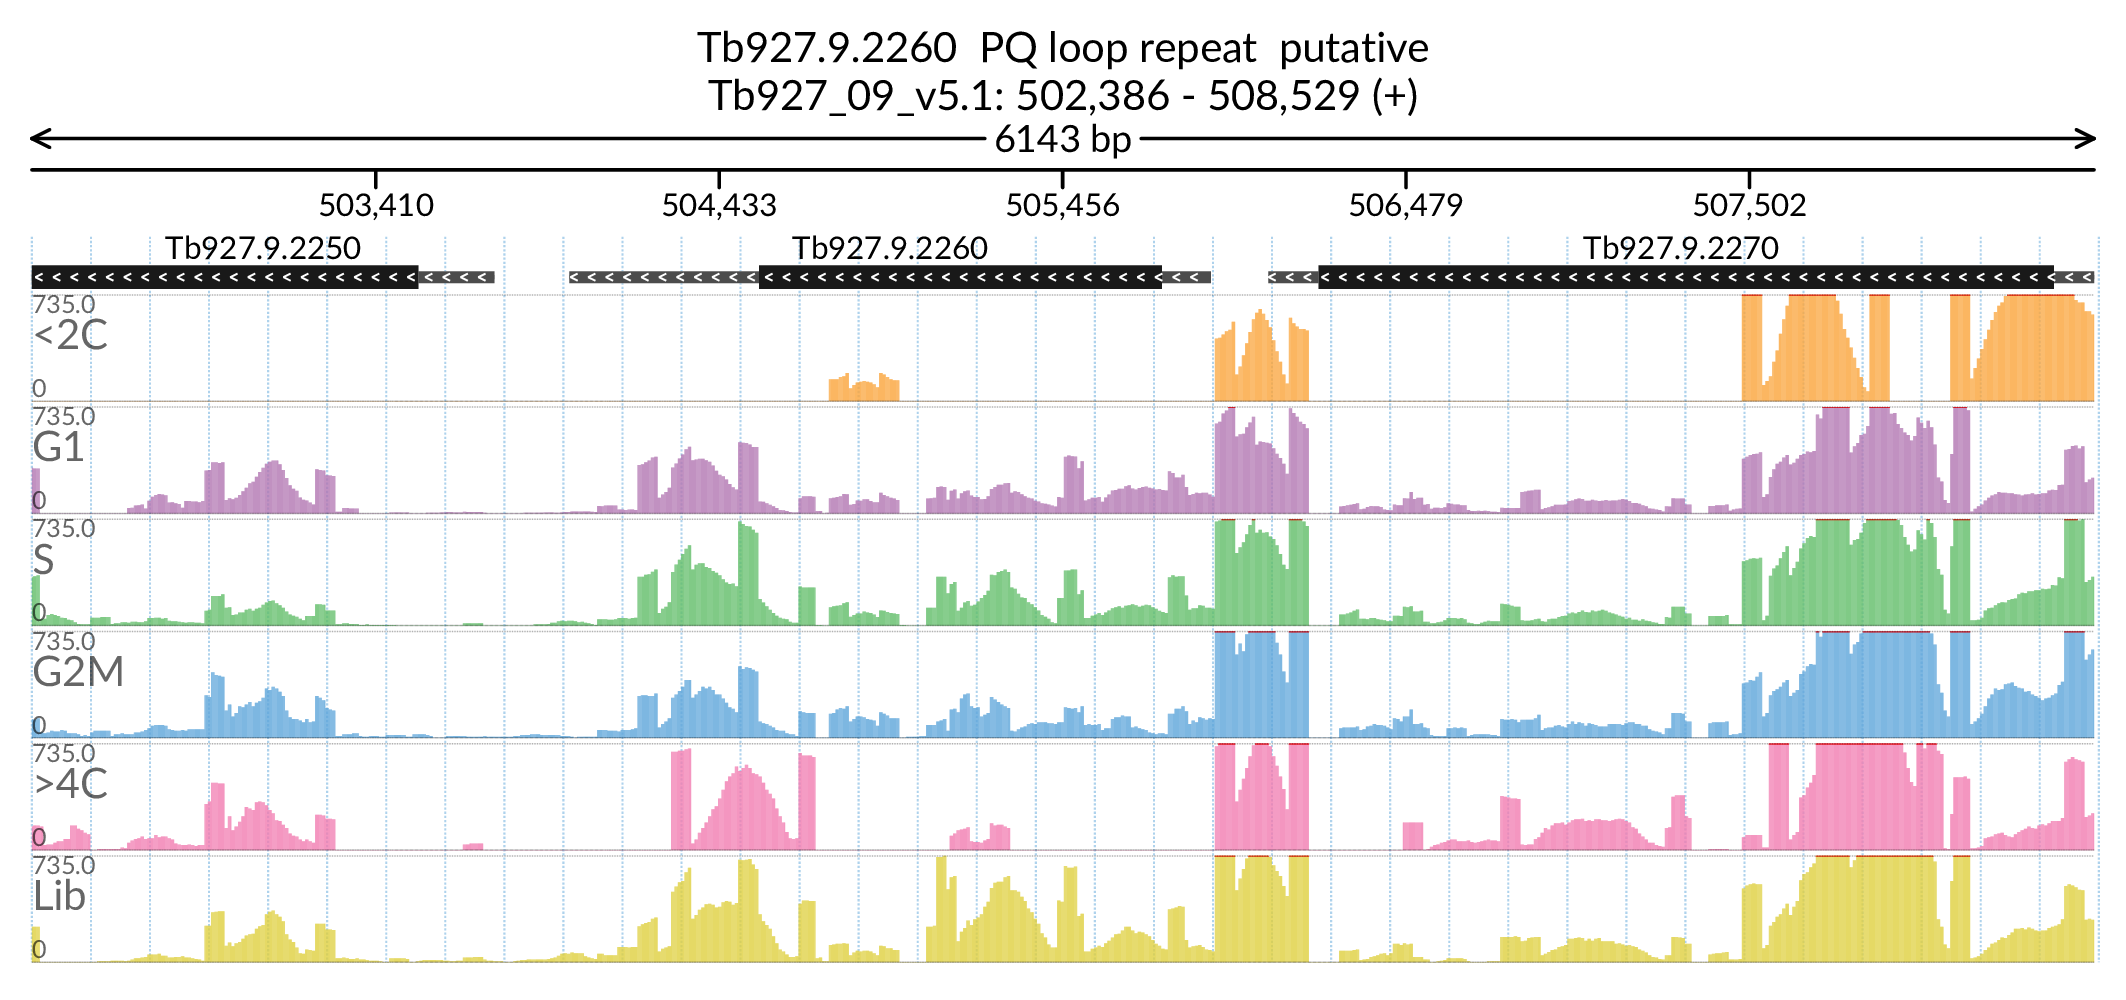 Tb927.9.2260  PQ loop repeat  putative
Tb927_09_v5.1: 502,386 - 508,529 (+)
6143 bp
503,410 504,433 505,456 506,479 507,502
Tb927.9.2250 Tb927.9.2260 Tb927.9.2270
735.0
<2C
0
735.0
G1
0
735.0
S
0
735.0
G2M
0
735.0
>4C
0
735.0
Lib
0